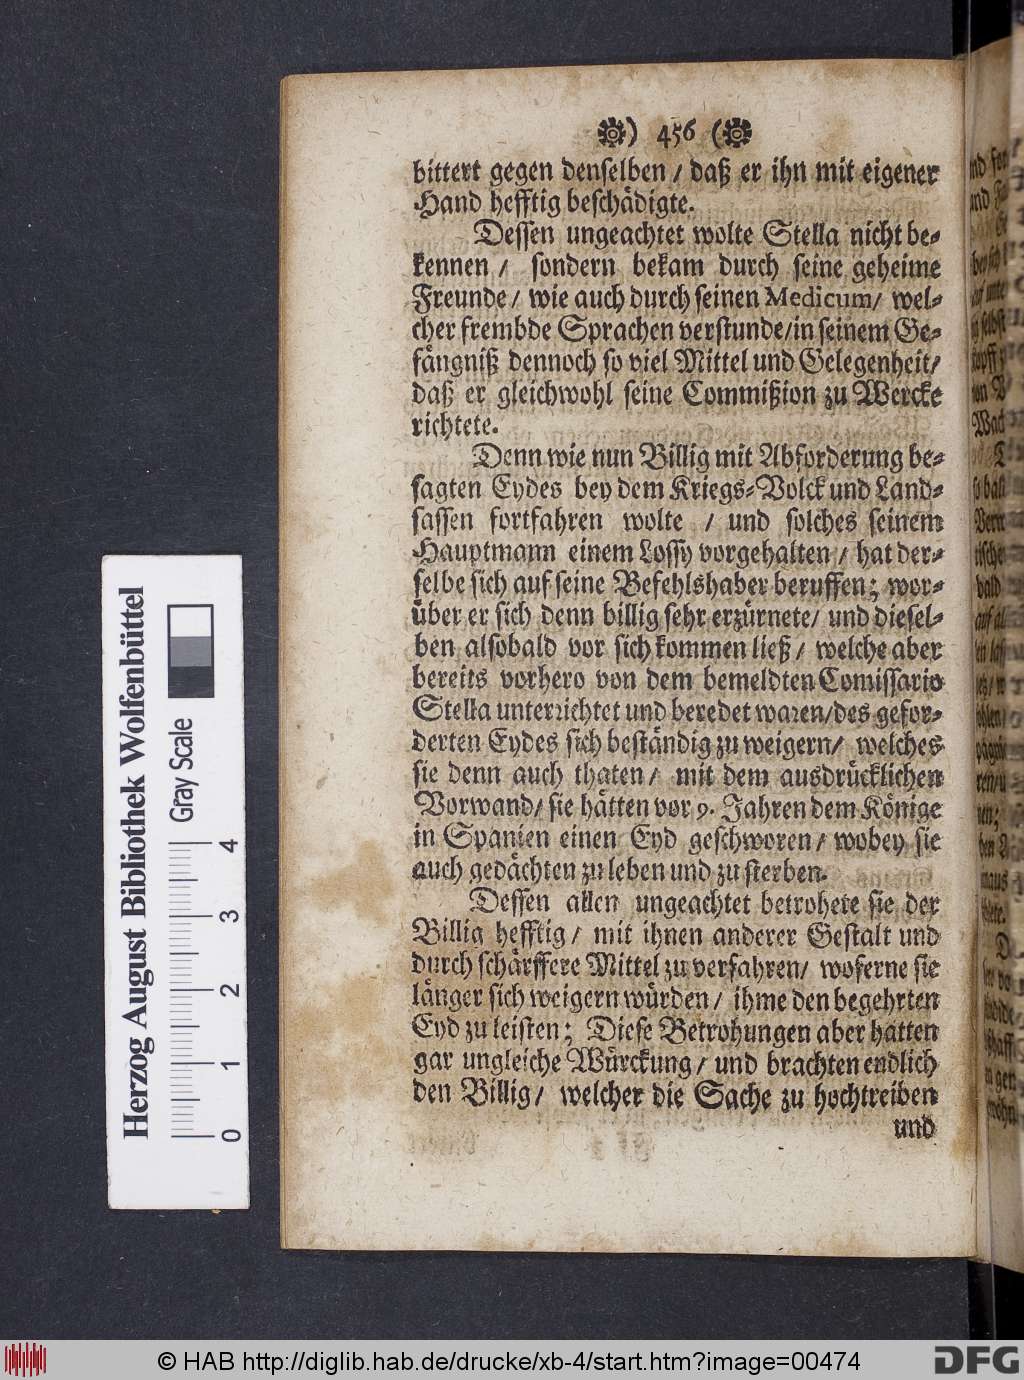 ❁) 456 (❁
bittert gegen denselben / daß er ihn mit eigener
Hand hefftig beschädigte.
Dessen ungeachtet wolte Stella nicht be-
kennen / sondern bekam durch seine geheime
Freunde / wie auch durch seinen Medicum / wel-
cher frembde Sprachen verstunde / in seinem Ge-
fängniß dennoch so viel Mittel und Gelegenheit /
daß er gleichwohl seine Commißion zu Wercke
richtete.
Denn wie nun Billig mit Abforderung be-
sagten Eydes bey dem Kriegs-Volck und Land-
sassen fortfahren wolte / und solches seinem
Hauptmann einem Lossy vorgehalten / hat der-
selbe sich auf seine Befehlshaber beruffen; wor-
über er sich denn billig sehr erzürnete / und diesel-
ben alsobald vor sich kommen ließ / welche aber
bereits vorhero von dem bemeldten Comissario
Stella unterrichtet und beredet waren / des gefor-
derten Eydes sich beständig zu weigern / welches
sie denn auch thaten / mit dem ausdrücklichen
Vorwand / sie hätten vor 9. Jahren dem Könige
in Spanien einen Eyd geschworen / wobey sie
auch gedächten zu leben und zu sterben.
Dessen allen ungeachtet betrohete sie der
Billig hefftig / mit ihnen anderer Gestalt und
durch schärffere Mittel zu verfahren / woferne sie
länger sich weigern würden / ihme den begehrten
Eyd zu leisten; Diese Betrohungen aber hatten
gar ungleiche Würckung / und brachten endlich
den Billig / welcher die Sache zu hochtreiben
und
Herzog August Bibliothek Wolfenbüttel
Gray Scale
0 1 2 3 4
© HAB http://diglib.hab.de/drucke/xb-4/start.htm?image=00474
DFG